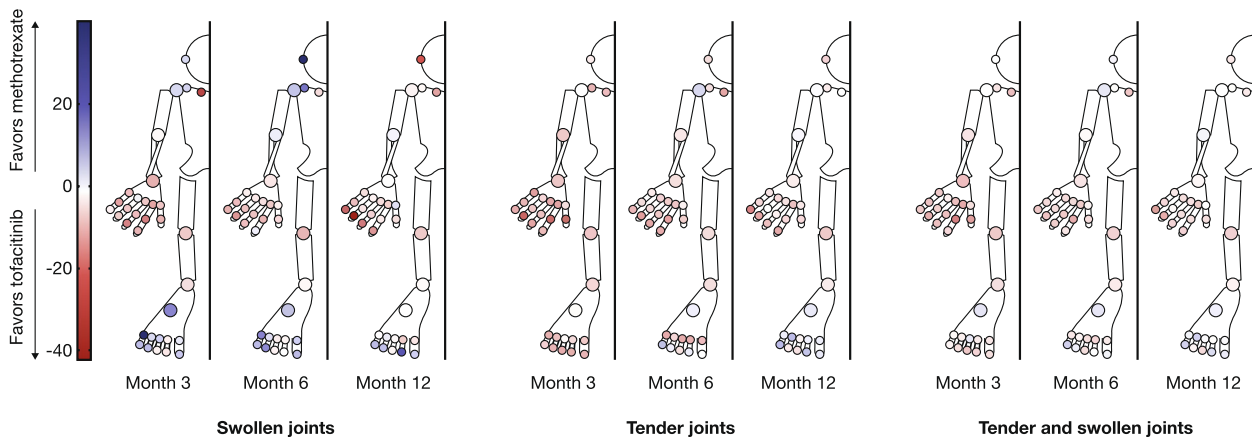 Favors methotrexate
Favors tofacitinib
20
0
-20
-40
Month 3
Month 6
Month 12
Month 3
Month 6
Month 12
Month 3
Month 6
Month 12
Swollen joints
Tender joints
Tender and swollen joints